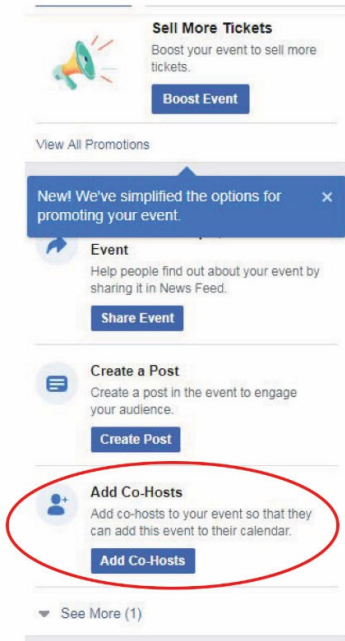 Sell More Tickets
Boost your event to sell more
tickets.
Boost Event
View All Promotions
New! We've simplified the options for
promoting your event.
×
Event
Help people find out about your event by
sharing it in News Feed.
Share Event
Create a Post
Create a post in the event to engage
your audience.
Create Post
Add Co-Hosts
Add co-hosts to your event so that they
can add this event to their calendar.
Add Co-Hosts
See More (1)